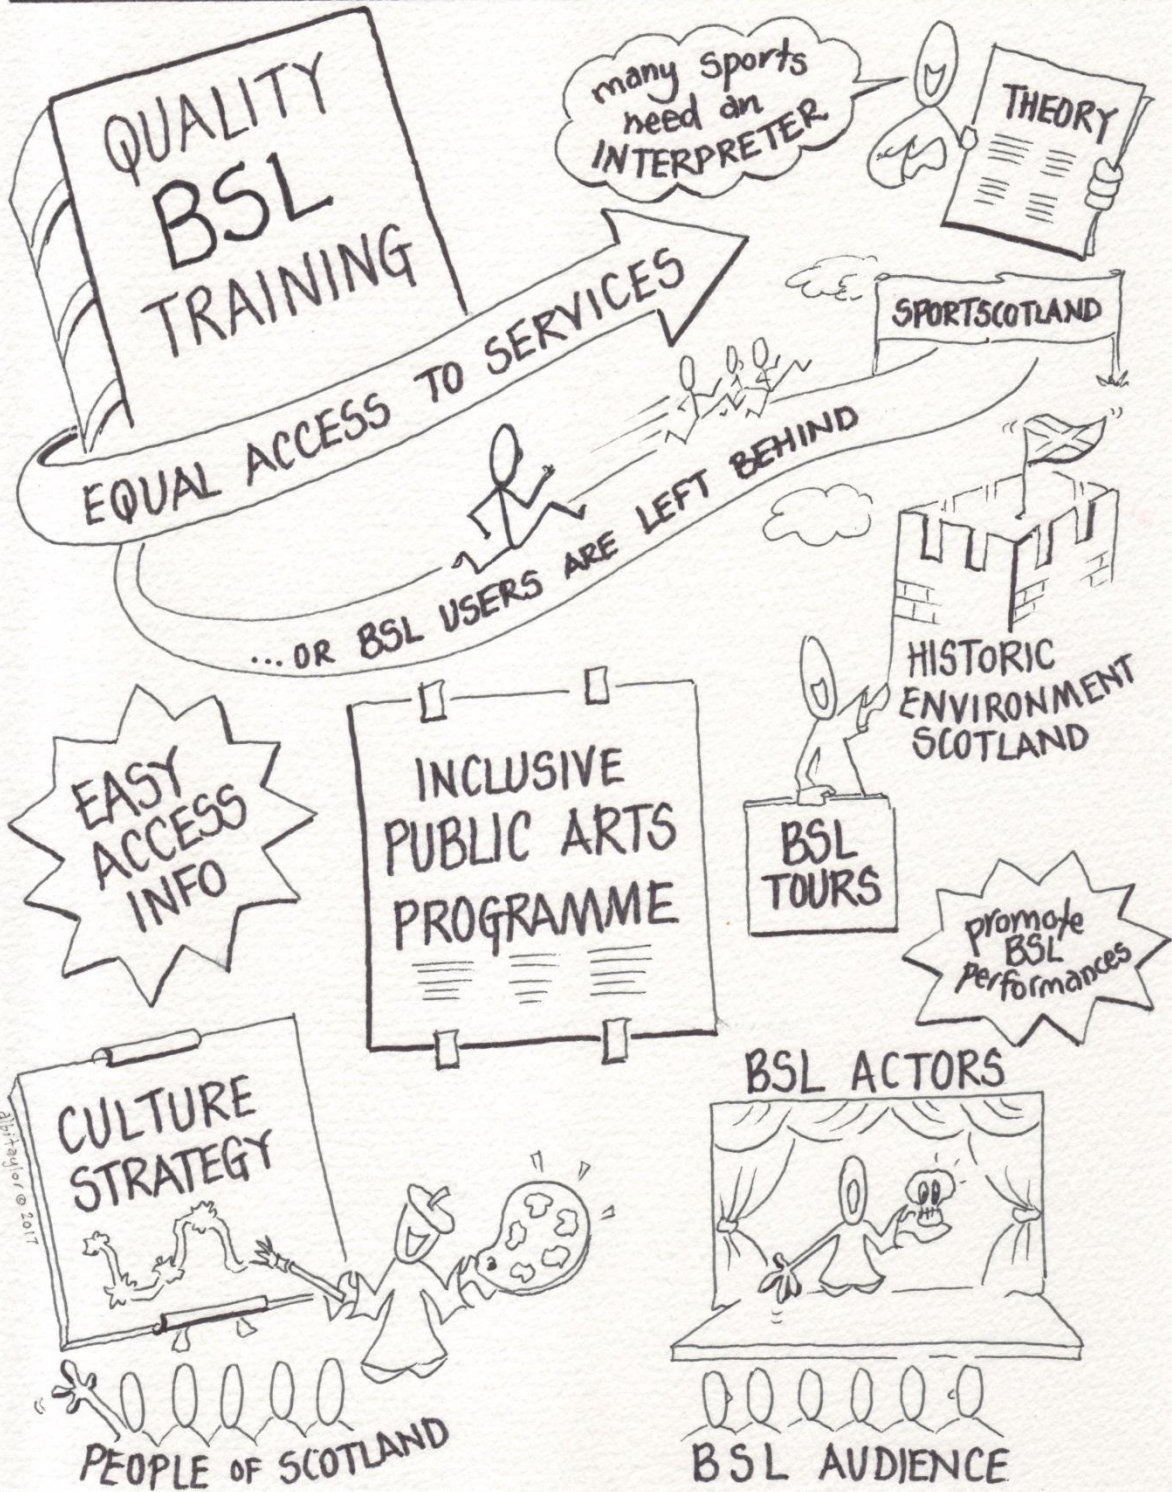 QUALITY
BSL
TRAINING
many sports
need an
INTERPRETER
THEORY
EQUAL ACCESS TO SERVICES
SPORTSCOTLAND
...OR BSL USERS ARE LEFT BEHIND
HISTORIC
ENVIRONMENT
SCOTLAND
EASY
ACCESS
INFO
INCLUSIVE
PUBLIC ARTS
PROGRAMME
BSL
TOURS
promote
BSL
performances
CULTURE
STRATEGY
BSL ACTORS
albitaylor © 2017
PEOPLE OF SCOTLAND
BSL AUDIENCE